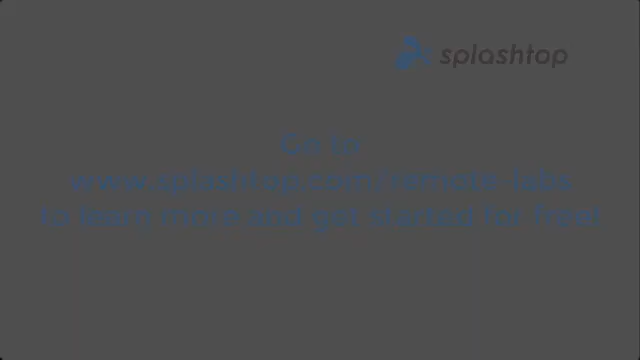 splashtop
Go to
www.splashtop.com/remote-labs
to learn more and get started for free!